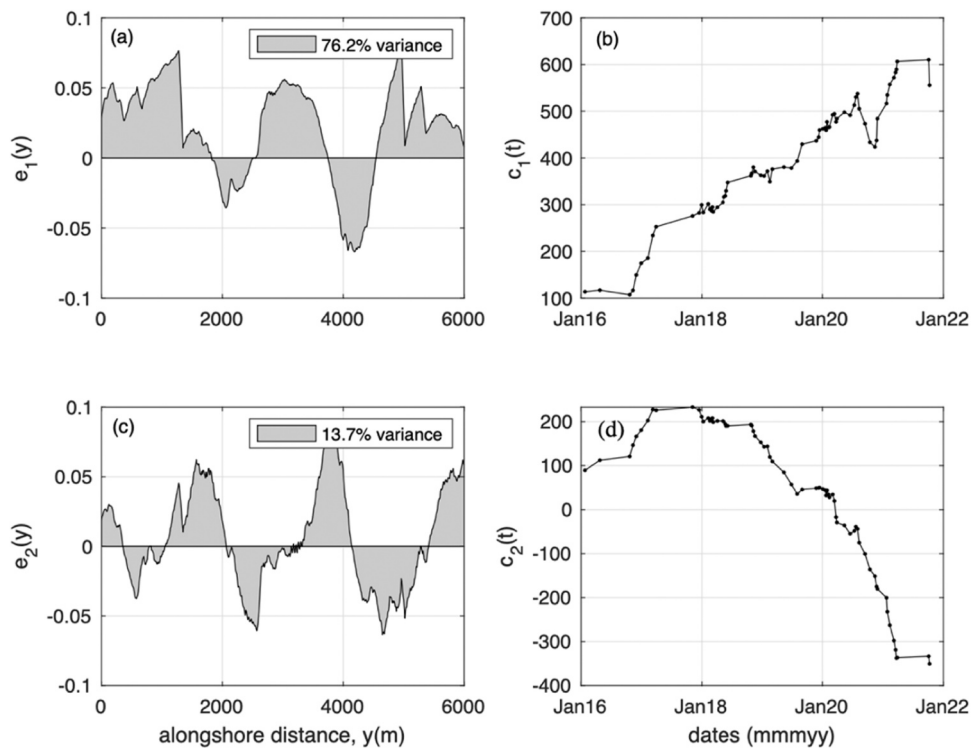 (a)
76.2% variance
0.1
0.05
0
-0.05
-0.1
e1(y)
0 2000 4000 6000
(b)
700
600
500
400
300
200
100
c1(t)
Jan16 Jan18 Jan20 Jan22
(c)
13.7% variance
0.1
0.05
0
-0.05
-0.1
e2(y)
0 2000 4000 6000
alongshore distance, y(m)
(d)
200
100
0
-100
-200
-300
-400
c2(t)
Jan16 Jan18 Jan20 Jan22
dates (mmmyy)